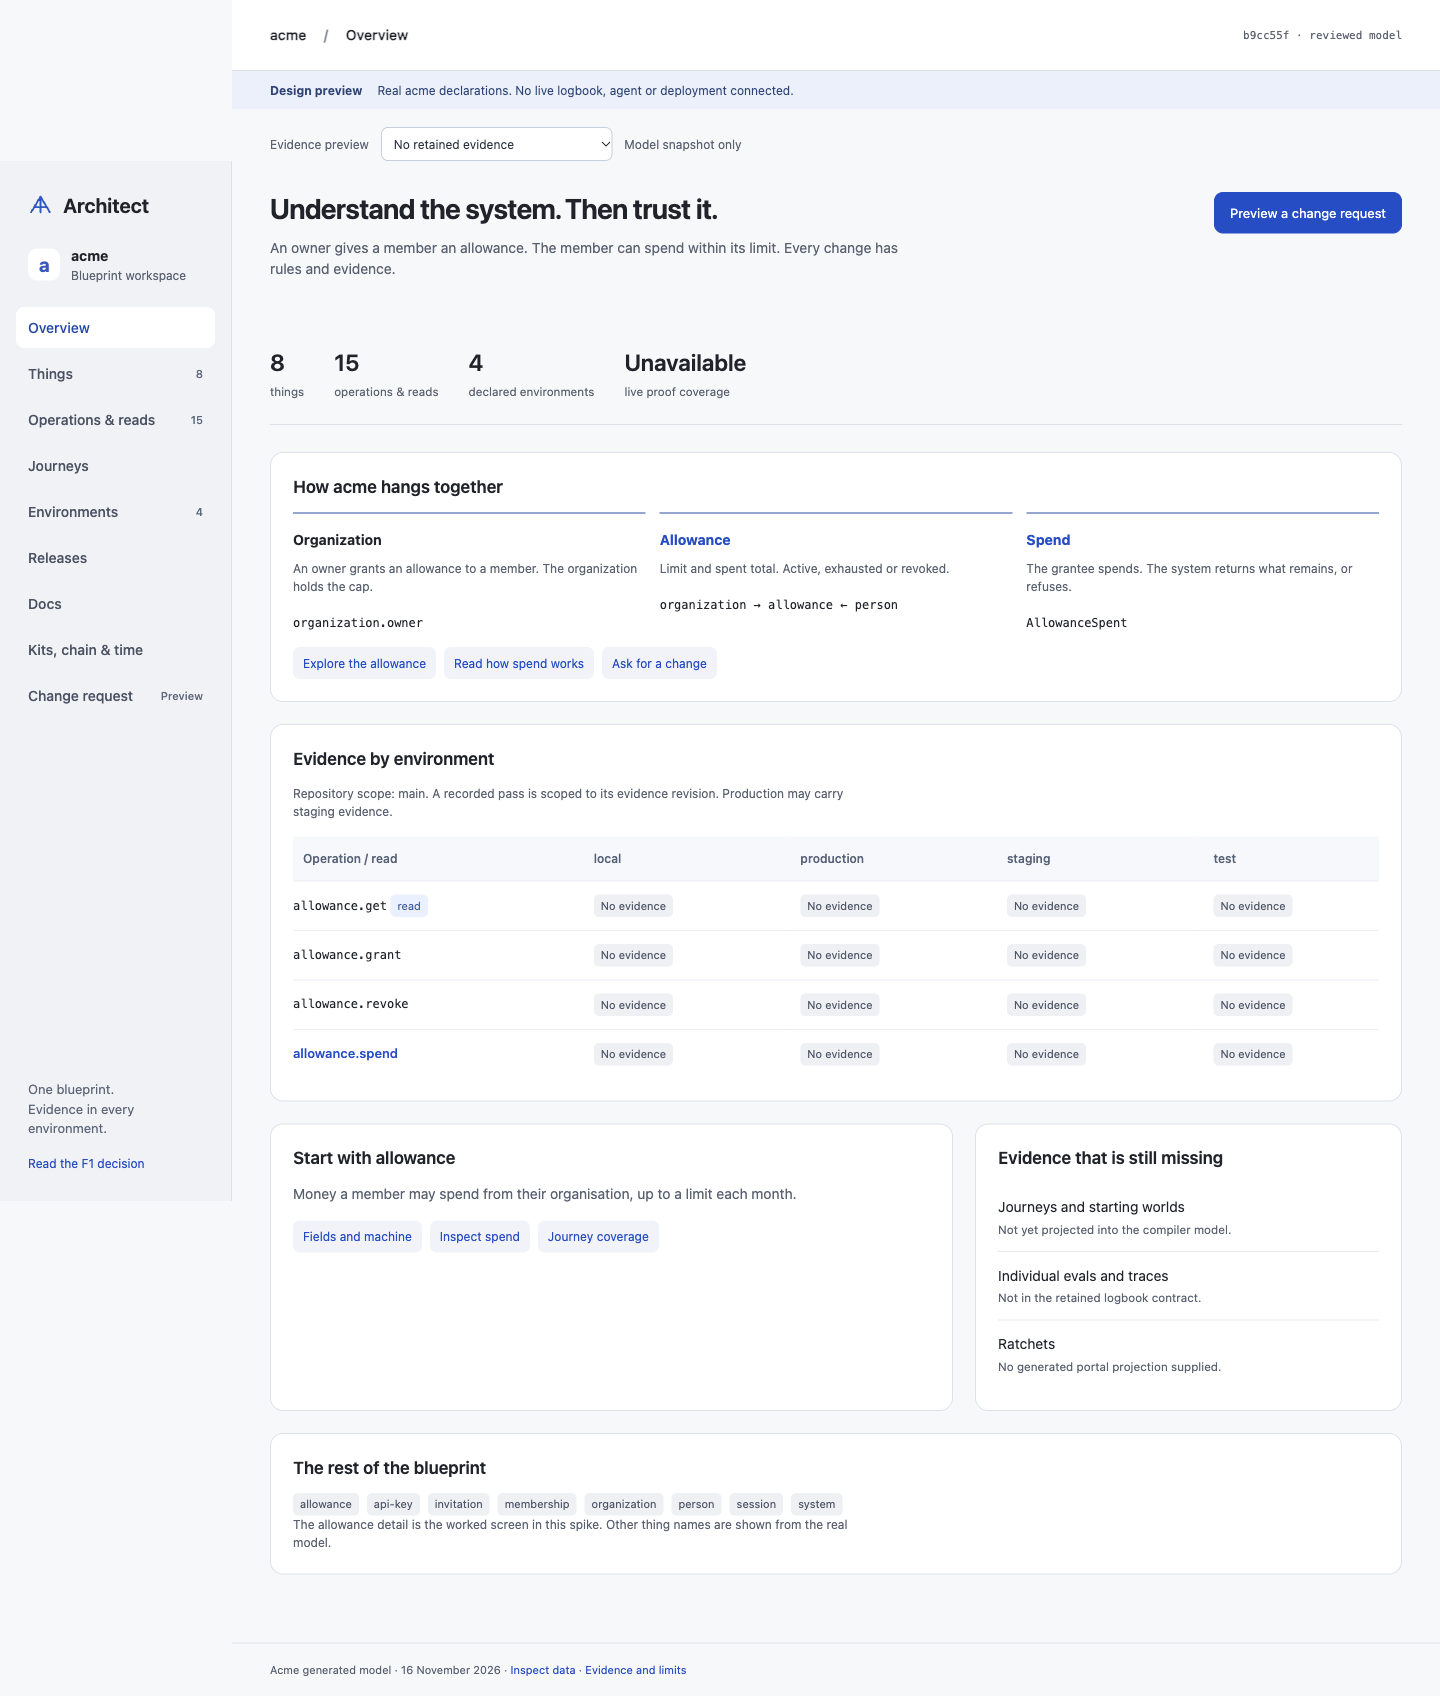 acme / Overview
b9cc55f · reviewed model
Design preview Real acme declarations. No live logbook, agent or deployment connected.
Evidence preview No retained evidence Model snapshot only
Architect
a
acme
Blueprint workspace
Overview
Things 8
Operations & reads 15
Journeys
Environments 4
Releases
Docs
Kits, chain & time
Change request Preview
One blueprint.
Evidence in every
environment.
Read the F1 decision
Understand the system. Then trust it.
Preview a change request
An owner gives a member an allowance. The member can spend within its limit. Every change has
rules and evidence.
8 15 4 Unavailable
things operations & reads declared environments live proof coverage
How acme hangs together
Organization
An owner grants an allowance to a member. The organization
holds the cap.
organization.owner
Allowance
Limit and spent total. Active, exhausted or revoked.
organization → allowance ← person
Spend
The grantee spends. The system returns what remains, or
refuses.
AllowanceSpent
Explore the allowance Read how spend works Ask for a change
Evidence by environment
Repository scope: main. A recorded pass is scoped to its evidence revision. Production may carry
staging evidence.
Operation / read local production staging test
allowance.get read No evidence No evidence No evidence No evidence
allowance.grant No evidence No evidence No evidence No evidence
allowance.revoke No evidence No evidence No evidence No evidence
allowance.spend No evidence No evidence No evidence No evidence
Start with allowance
Money a member may spend from their organisation, up to a limit each month.
Fields and machine Inspect spend Journey coverage
Evidence that is still missing
Journeys and starting worlds
Not yet projected into the compiler model.
Individual evals and traces
Not in the retained logbook contract.
Ratchets
No generated portal projection supplied.
The rest of the blueprint
allowance api-key invitation membership organization person session system
The allowance detail is the worked screen in this spike. Other thing names are shown from the real
model.
Acme generated model · 16 November 2026 · Inspect data · Evidence and limits